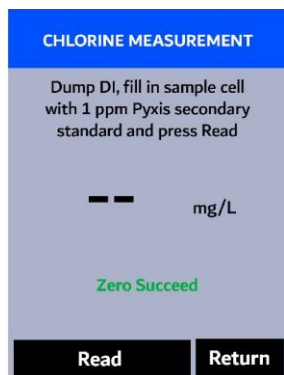 CHLORINE MEASUREMENT
Dump DI, fill in sample cell
with 1 ppm Pyxis secondary
standard and press Read
-- mg/L
Zero Succeed
Read Return